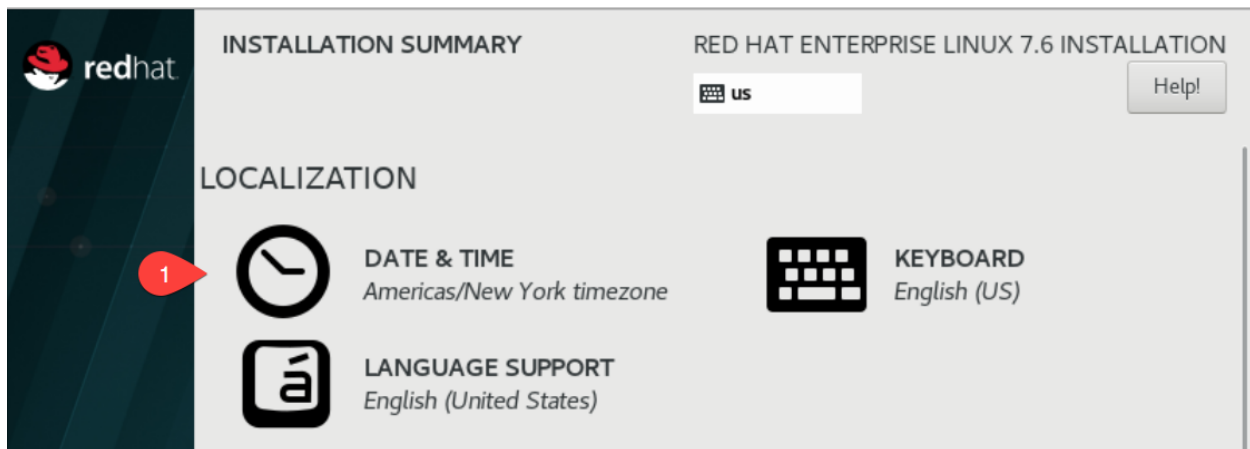 redhat
INSTALLATION SUMMARY
RED HAT ENTERPRISE LINUX 7.6 INSTALLATION
us
Help!
LOCALIZATION
1
DATE & TIME
Americas/New York timezone
KEYBOARD
English (US)
á
LANGUAGE SUPPORT
English (United States)